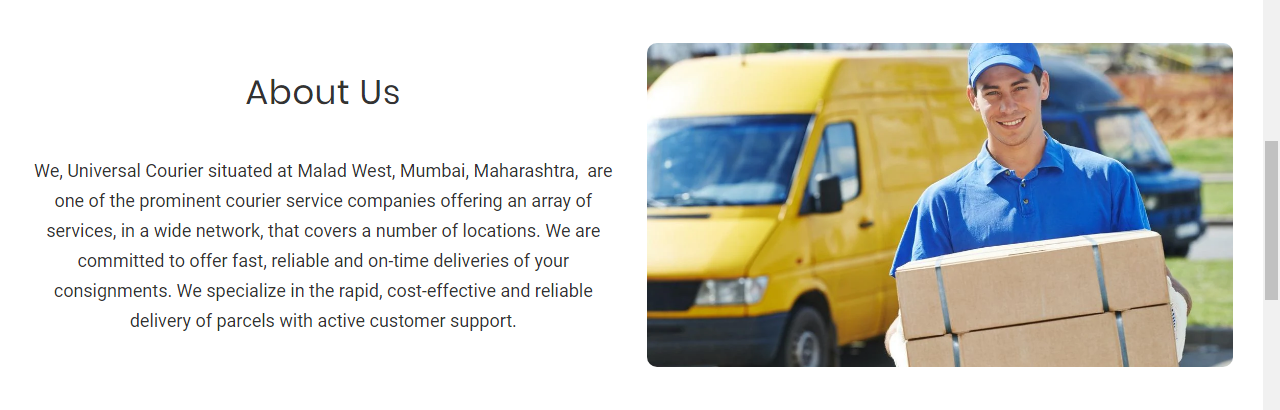 About Us
We, Universal Courier situated at Malad West, Mumbai, Maharashtra,  are
one of the prominent courier service companies offering an array of
services, in a wide network, that covers a number of locations. We are
committed to offer fast, reliable and on-time deliveries of your
consignments. We specialize in the rapid, cost-effective and reliable
delivery of parcels with active customer support.